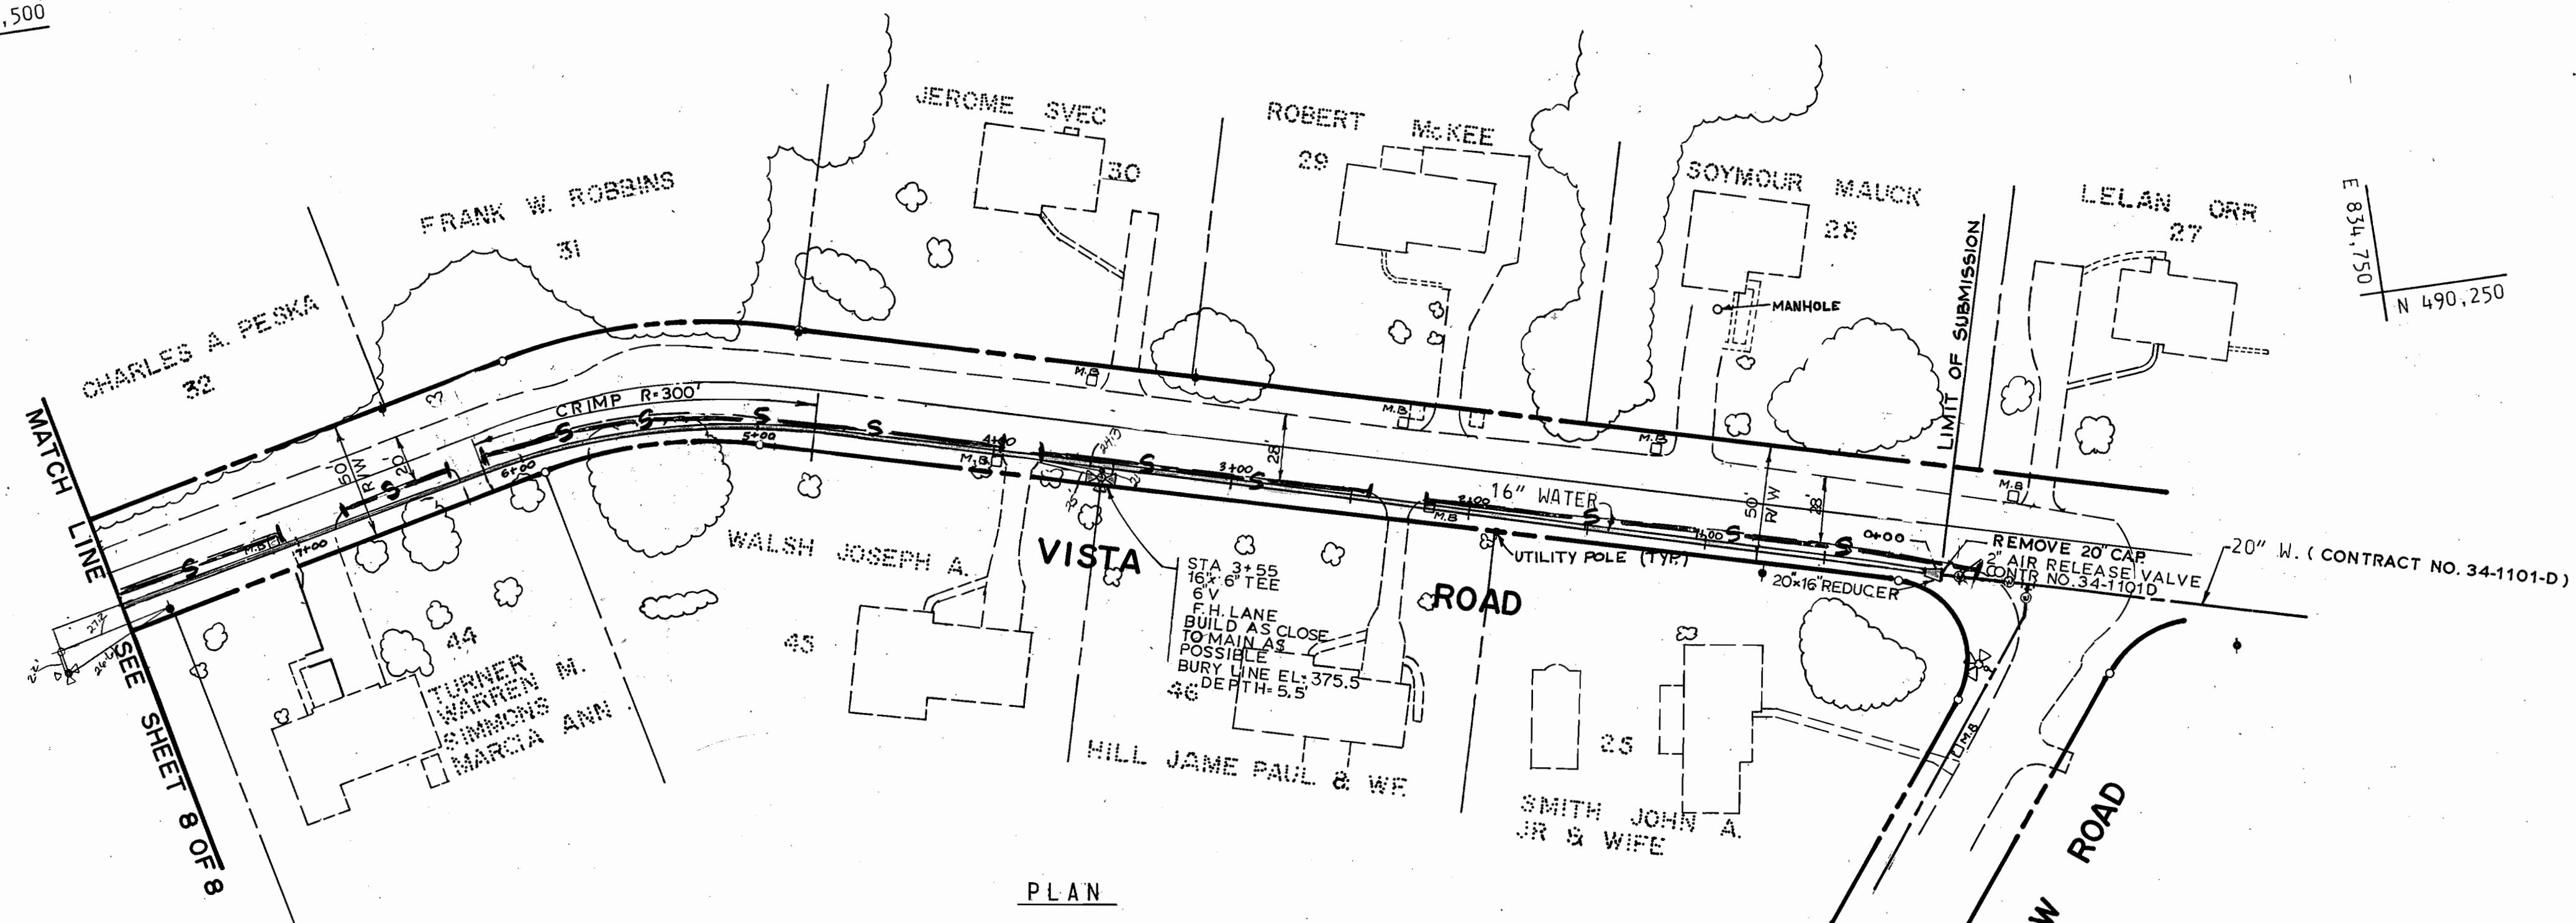 ,500
JEROME SVEC
30
ROBERT McKEE
29
SOYMOUR MAUCK
28
LELAN ORR
27
E 834,750
N 490,250
FRANK W. ROBBINS
31
CHARLES A. PESKA
32
MANHOLE
LIMIT OF SUBMISSION
MATCH LINE
SEE SHEET 8 OF 8
CRIMP R=300'
50'
R/W
20'
S
S
S
S
S
S
S
S
S
S
S
S
M.B
M.B
M.B
M.B
M.B
M.B
M.B
M.B
7+00
6+00
5+00
4+00
3+00
2+00
1+00
0+00
28'
16" WATER
50'
R/W
28'
REMOVE 20" CAP
2" AIR RELEASE VALVE
CONTR NO. 34-1101D
20" W. ( CONTRACT NO. 34-1101-D )
20x16" REDUCER
UTILITY POLE (TYP.)
VISTA ROAD
STA 3+55
16"x 6" TEE
6"V
F.H. LANE
BUILD AS CLOSE
TO MAIN AS
POSSIBLE
BURY LINE EL= 375.5
DEPTH= 5.5'
WALSH JOSEPH A.
45
44
TURNER
WARREN M.
SIMMONS
MARCIA ANN
46
HILL JAME PAUL & WF.
25
SMITH JOHN A.
JR & WIFE
M.B
W ROAD
PLAN